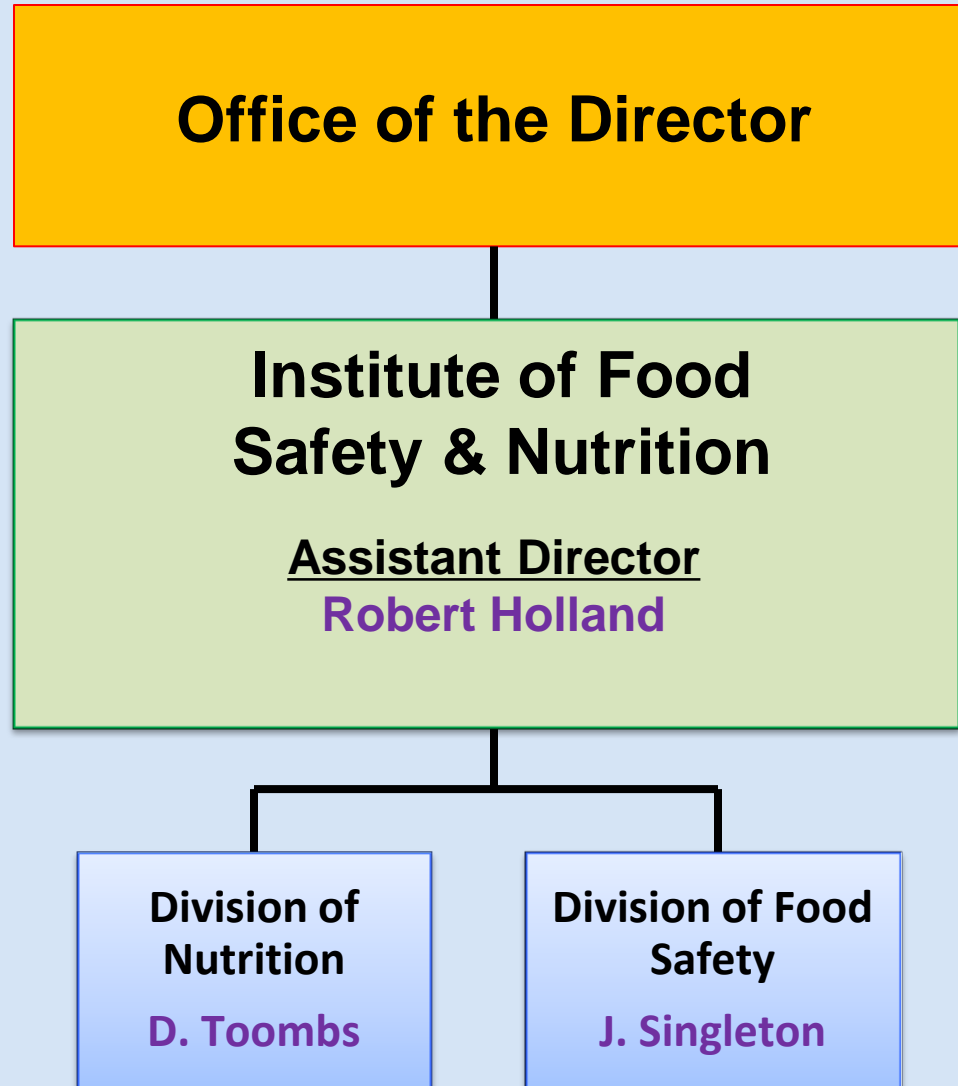 Office of the Director
Institute of Food
Safety & Nutrition
Assistant Director
Robert Holland
Division of
Nutrition
D. Toombs
Division of Food
Safety
J. Singleton